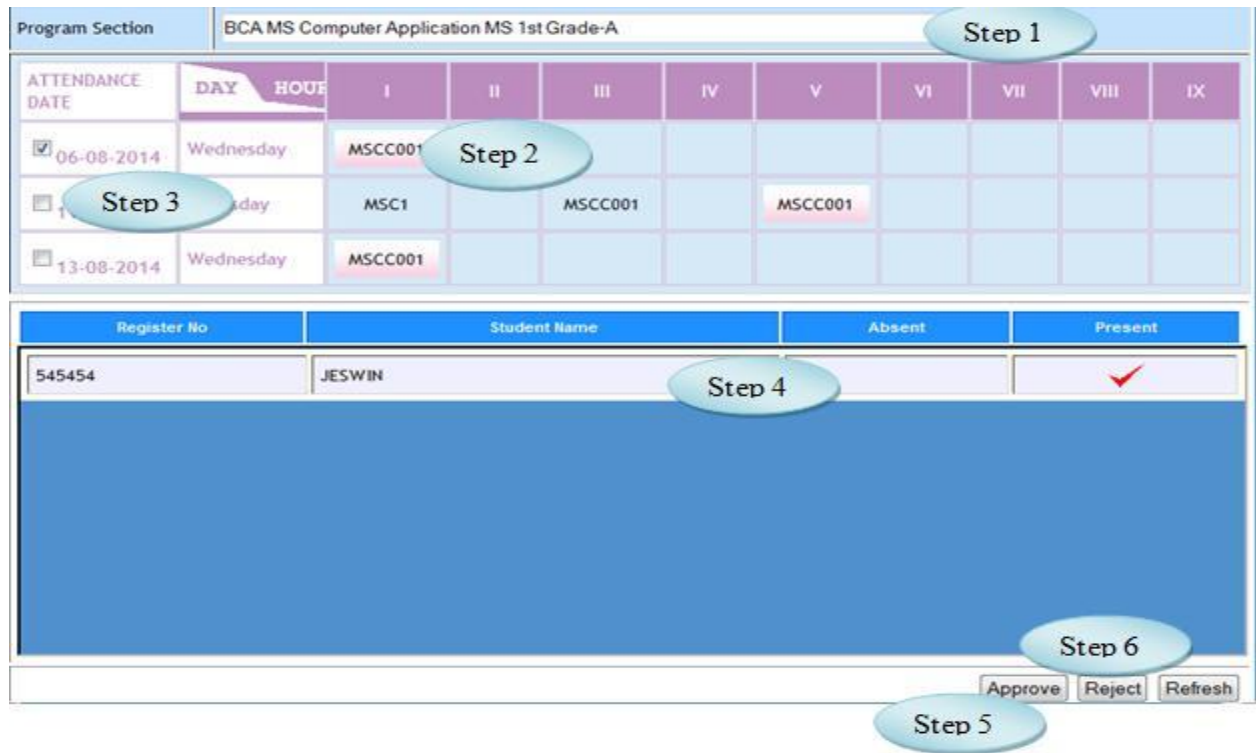 Program Section BCA MS Computer Application MS 1st Grade-A Step 1
ATTENDANCE DATE DAY HOUR I II III IV V VI VII VIII IX
06-08-2014 Wednesday MSCC001 Step 2
Step 3 MSC1 MSCC001 MSCC001
13-08-2014 Wednesday MSCC001
Register No Student Name Absent Present
545454 JESWIN Step 4
Step 6
Approve Reject Refresh
Step 5